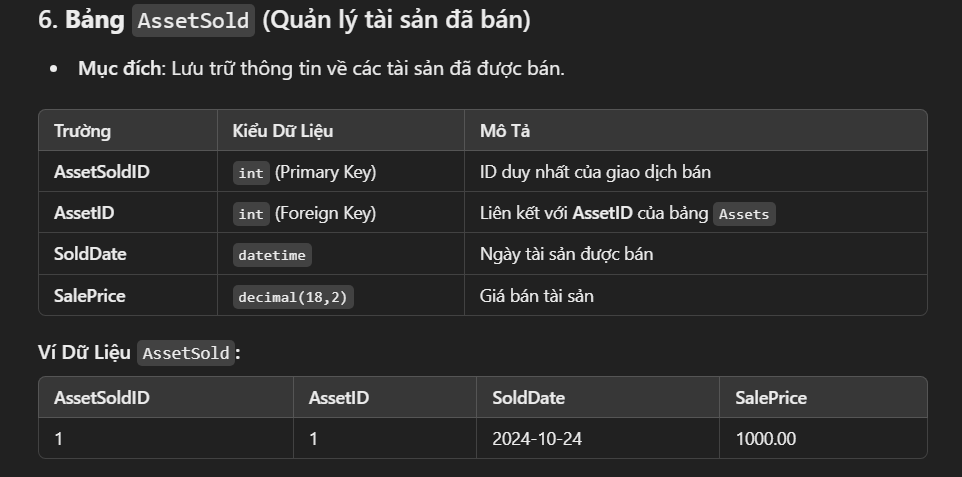 6. Bảng AssetSold (Quản lý tài sản đã bán)
Mục đích: Lưu trữ thông tin về các tài sản đã được bán.
Trường Kiểu Dữ Liệu Mô Tả
AssetSoldID int (Primary Key) ID duy nhất của giao dịch bán
AssetID int (Foreign Key) Liên kết với AssetID của bảng Assets
SoldDate datetime Ngày tài sản được bán
SalePrice decimal(18,2) Giá bán tài sản
Ví Dữ Liệu AssetSold:
AssetSoldID AssetID SoldDate SalePrice
1 1 2024-10-24 1000.00